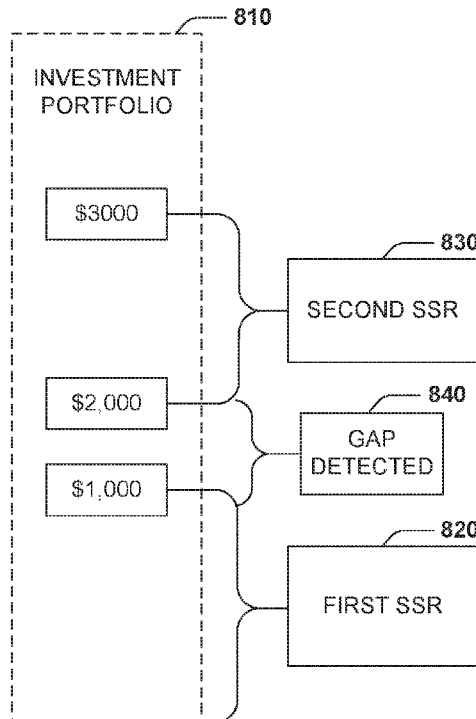 810
INVESTMENT
PORTFOLIO
$3000
830
SECOND SSR
$2,000
840
GAP
DETECTED
$1,000
820
FIRST SSR